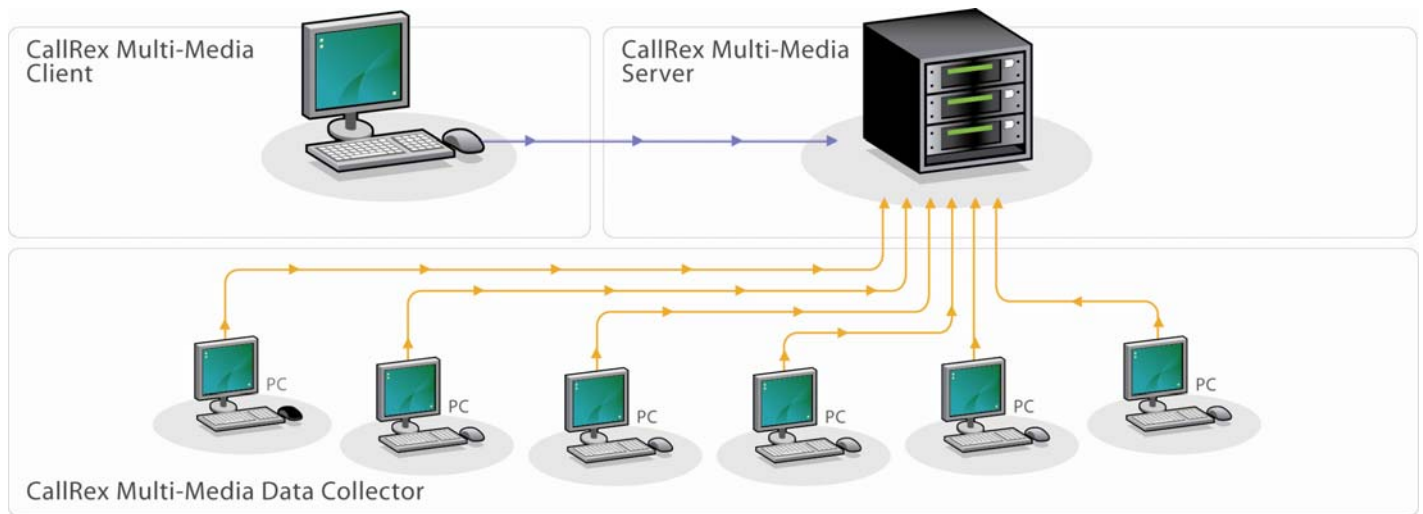 CallRex Multi-Media
Client
CallRex Multi-Media
Server
PC
PC
PC
PC
PC
PC
CallRex Multi-Media Data Collector